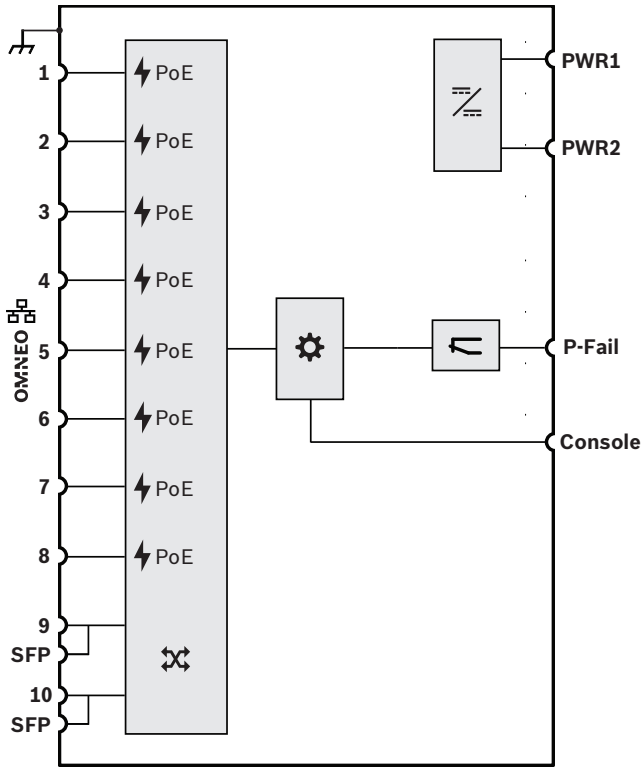 1 PoE
2 PoE
3 PoE
4 PoE
5 PoE
6 PoE
7 PoE
8 PoE
9
SFP
10
SFP
OMNEO
PWR1
PWR2
P-Fail
Console